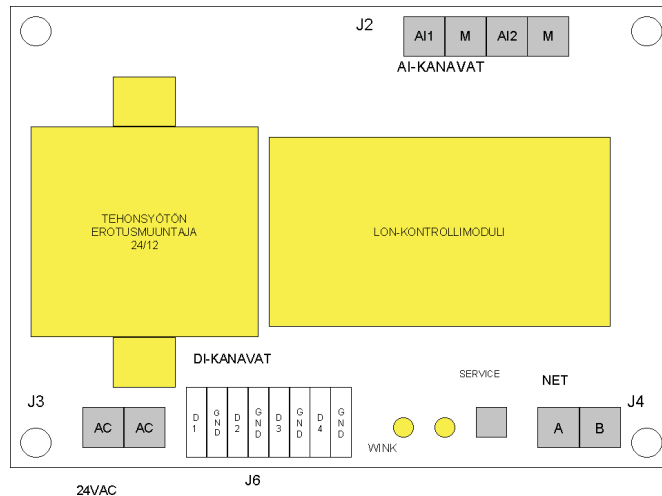 J2
AI1 M AI2 M
AI-KANAVAT
TEHONSYÖTÖN
EROTUSMUUNTAJA
24/12
LON-KONTROLLIMODULI
DI-KANAVAT
SERVICE
NET
J3
J4
AC AC
D1 GND D2 GND D3 GND D4 GND
A B
WINK
24VAC
J6